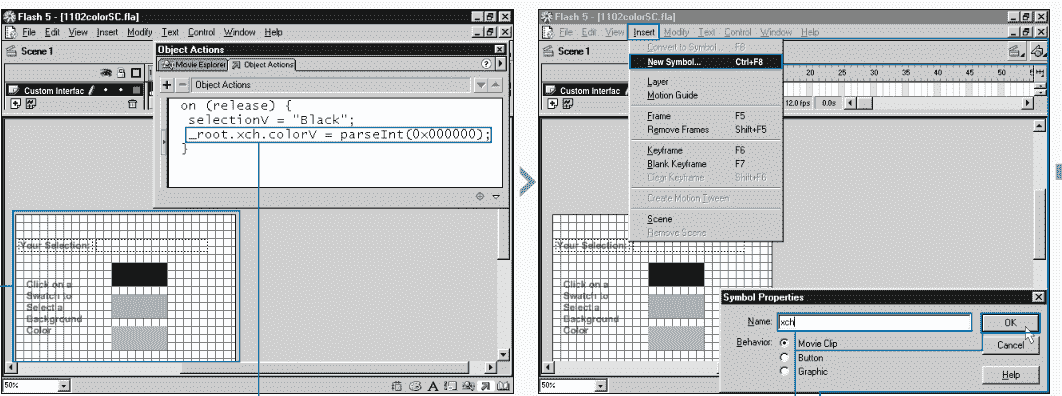 Flash 5 - [1102colorSC.fla]
File Edit View Insert Modify Text Control Window Help
Scene 1
Object Actions
Movie Explorer Object Actions
Object Actions
Custom Interfac
on (release) {
selectionV = "Black";
_root.xch.colorV = parseInt(0x000000);
}
Your Selection:
Click on a
Swatch to
Select a
Background
Color
50%
Flash 5 - [1102colorSC.fla]
File Edit View Insert Modify Text Control Window Help
Scene 1
Convert to Symbol... F8
New Symbol... Ctrl+F8
Layer
Motion Guide
Frame F5
Remove Frames Shift+F5
Keyframe F6
Blank Keyframe F7
Clear Keyframe Shift+F6
Create Motion Tween
Scene
Remove Scene
20 25 30 35 40 45 50
Custom Interfac
12.0 fps 0.0s
Your Selection:
Click on a
Swatch to
Select a
Background
Color
Symbol Properties
Name: xch OK
Behavior: Movie Clip Cancel
Button
Graphic Help
50%